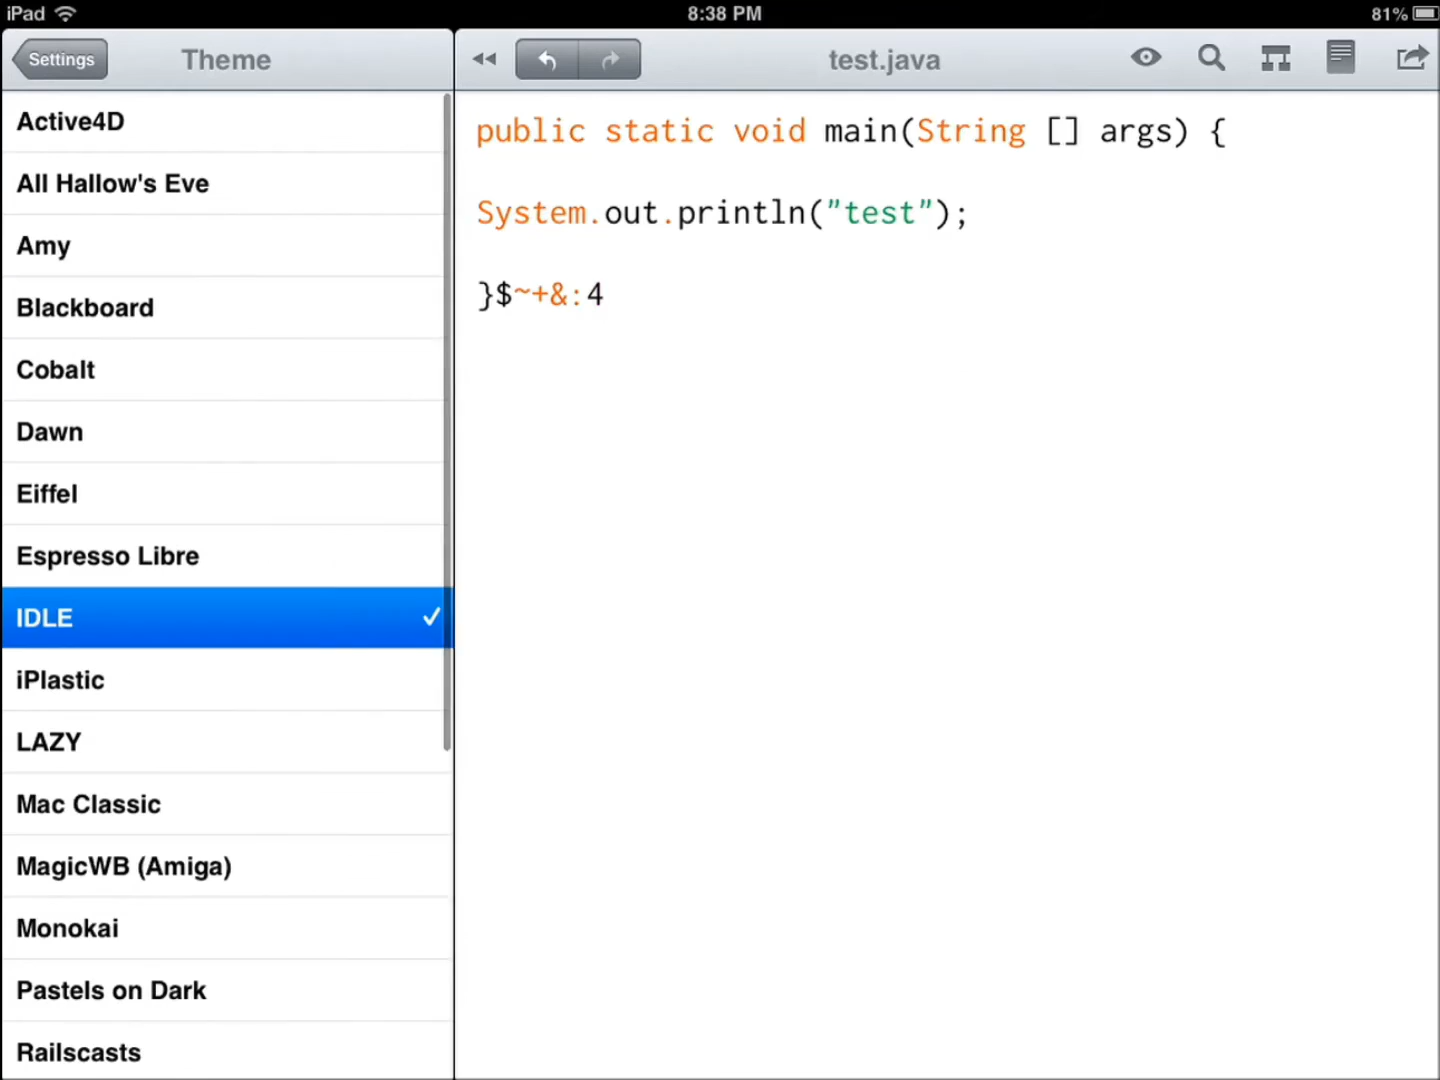 iPad 8:38 PM 81%
Settings Theme
Active4D
All Hallow's Eve
Amy
Blackboard
Cobalt
Dawn
Eiffel
Espresso Libre
IDLE
iPlastic
LAZY
Mac Classic
MagicWB (Amiga)
Monokai
Pastels on Dark
Railscasts
test.java
public static void main(String [] args) {
System.out.println("test");
}$~+&:4